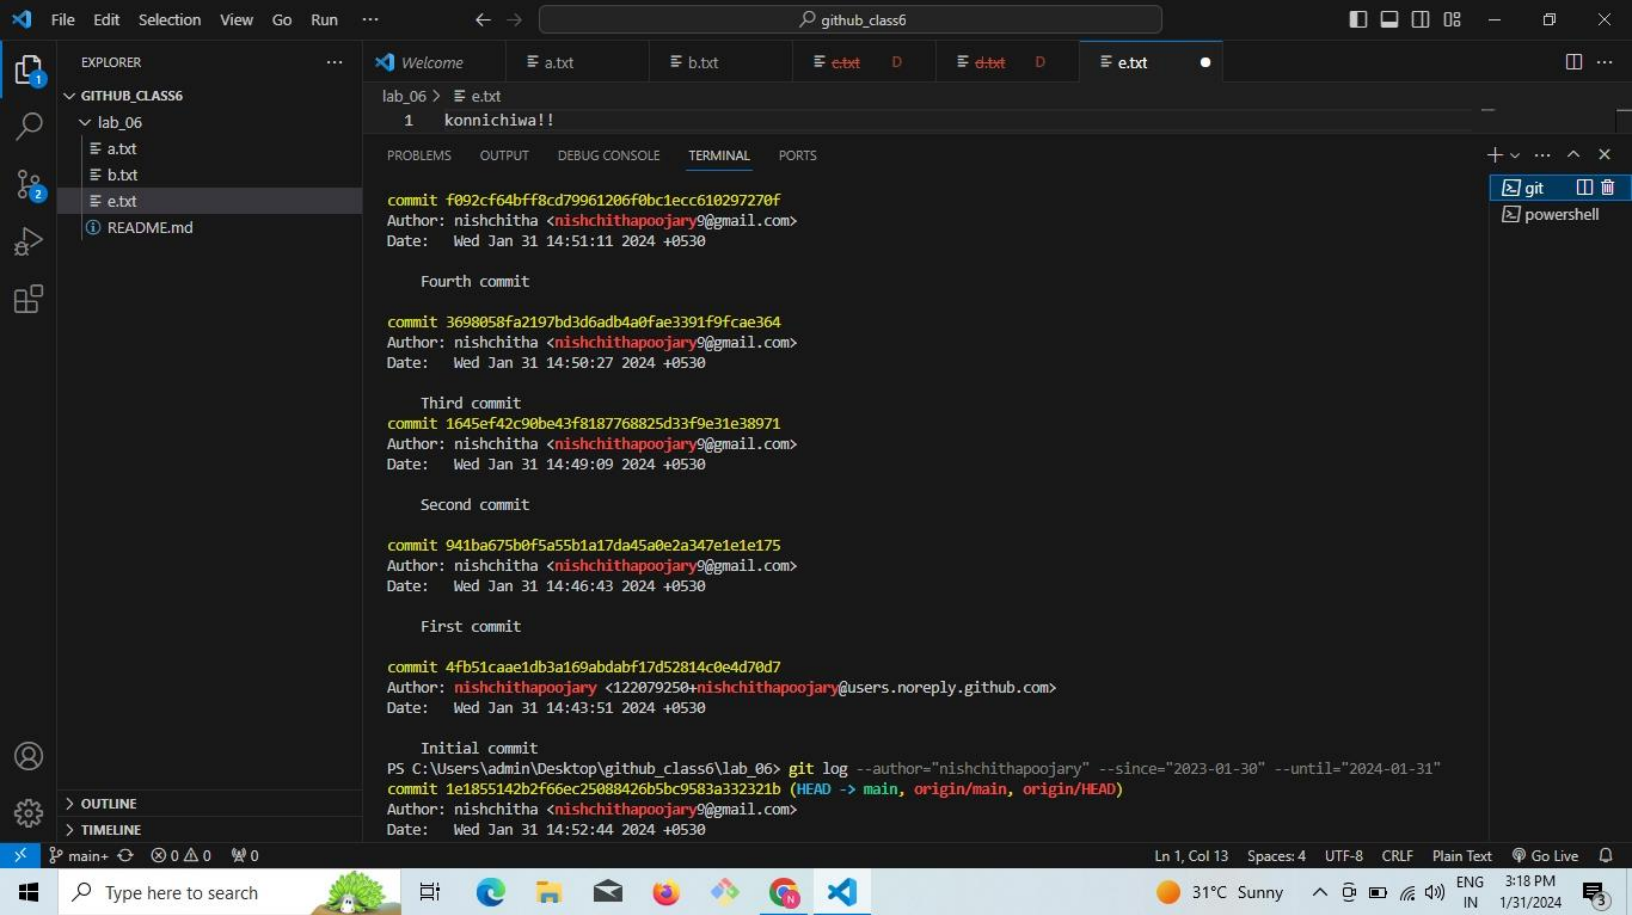 File Edit Selection View Go Run ···
github_class6
EXPLORER
GITHUB_CLASS6
lab_06
a.txt
b.txt
e.txt
README.md
OUTLINE
TIMELINE
1
2
Welcome
a.txt
b.txt
c.txt D
d.txt D
e.txt
lab_06 > e.txt
1 konnichiwa!!
PROBLEMS OUTPUT DEBUG CONSOLE TERMINAL PORTS
git
powershell
commit f092cf64bff8cd79961206f0bc1ecc610297270f
Author: nishchitha <nishchithapoojary9@gmail.com>
Date: Wed Jan 31 14:51:11 2024 +0530
Fourth commit
commit 3698058fa2197bd3d6adb4a0fae3391f9fcae364
Author: nishchitha <nishchithapoojary9@gmail.com>
Date: Wed Jan 31 14:50:27 2024 +0530
Third commit
commit 1645ef42c90be43f8187768825d33f9e31e38971
Author: nishchitha <nishchithapoojary9@gmail.com>
Date: Wed Jan 31 14:49:09 2024 +0530
Second commit
commit 941ba675b0f5a55b1a17da45a0e2a347e1e1e175
Author: nishchitha <nishchithapoojary9@gmail.com>
Date: Wed Jan 31 14:46:43 2024 +0530
First commit
commit 4fb51caae1db3a169abdabf17d52814c0e4d70d7
Author: nishchithapoojary <122079250+nishchithapoojary@users.noreply.github.com>
Date: Wed Jan 31 14:43:51 2024 +0530
Initial commit
PS C:\Users\admin\Desktop\github_class6\lab_06> git log --author="nishchithapoojary" --since="2023-01-30" --until="2024-01-31"
commit 1e1855142b2f66ec25088426b5bc9583a332321b (HEAD -> main, origin/main, origin/HEAD)
Author: nishchitha <nishchithapoojary9@gmail.com>
Date: Wed Jan 31 14:52:44 2024 +0530
main+ 0 0 0 Ln 1, Col 13 Spaces: 4 UTF-8 CRLF Plain Text Go Live
Type here to search
N
31°C Sunny
ENG
IN
3:18 PM
1/31/2024
3